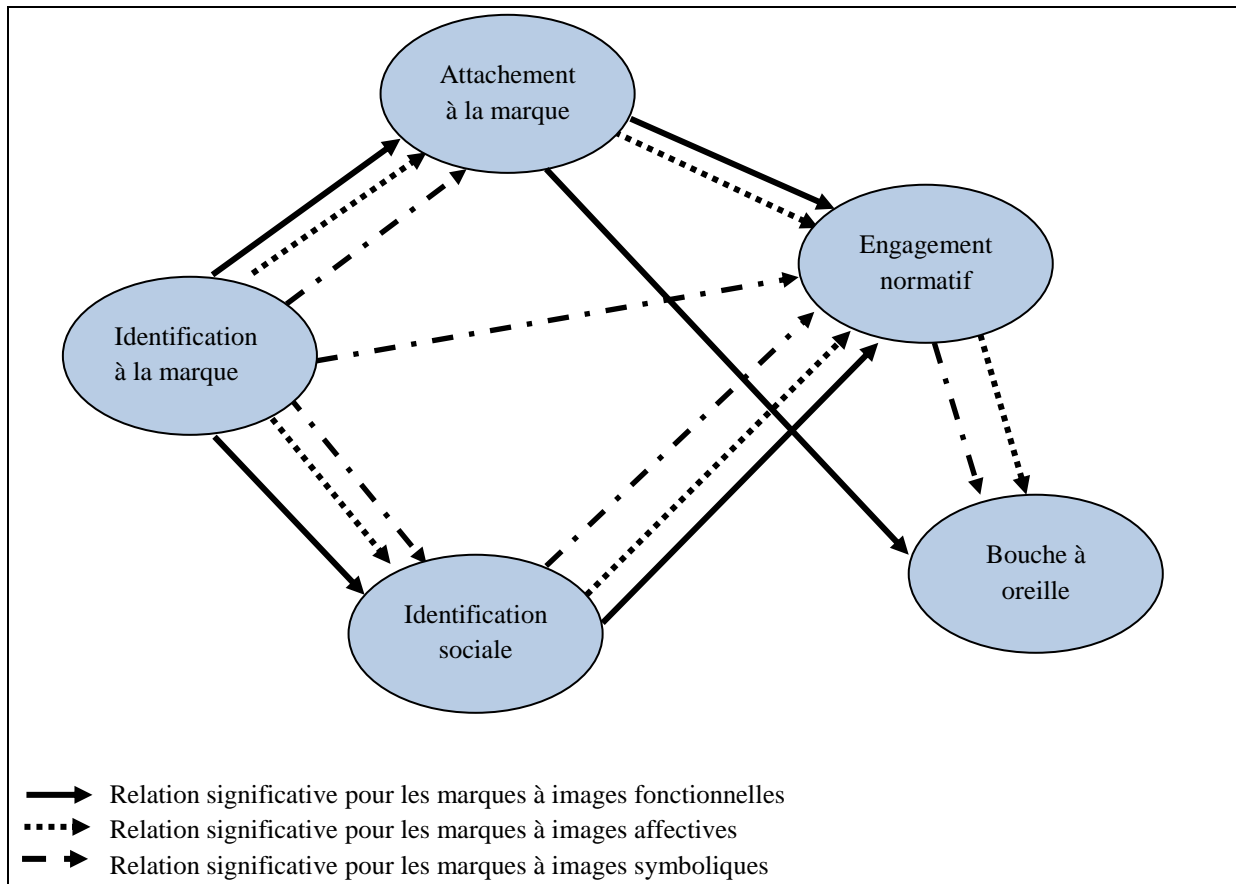 Attachement
à la marque
Engagement
normatif
Identification
à la marque
Bouche à
oreille
Identification
sociale
Relation significative pour les marques à images fonctionnelles
Relation significative pour les marques à images affectives
Relation significative pour les marques à images symboliques